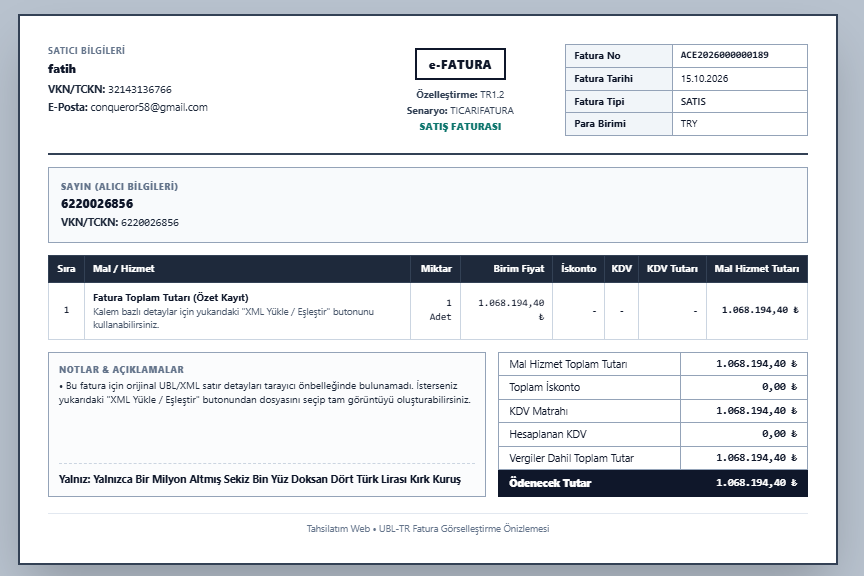 SATICI BİLGİLERİ
fatih
VKN/TCKN: 32143136766
E-Posta: conqueror58@gmail.com
e-FATURA
Özelleştirme: TR1.2
Senaryo: TICARIFATURA
SATIŞ FATURASI
Fatura No ACE2026000000189
Fatura Tarihi 15.10.2026
Fatura Tipi SATIS
Para Birimi TRY
SAYIN (ALICI BİLGİLERİ)
6220026856
VKN/TCKN: 6220026856
Sıra Mal / Hizmet Miktar Birim Fiyat İskonto KDV KDV Tutarı Mal Hizmet Tutarı
1 Fatura Toplam Tutarı (Özet Kayıt) 1 1.068.194,40 - - - 1.068.194,40 ₺
Kalem bazlı detaylar için yukarıdaki "XML Yükle / Eşleştir" butonunu Adet ₺
kullanabilirsiniz.
NOTLAR & AÇIKLAMALAR
• Bu fatura için orijinal UBL/XML satır detayları tarayıcı önbelleğinde bulunamadı. İsterseniz
yukarıdaki "XML Yükle / Eşleştir" butonundan dosyasını seçip tam görüntüyü oluşturabilirsiniz.
Yalnız: Yalnızca Bir Milyon Altmış Sekiz Bin Yüz Doksan Dört Türk Lirası Kırk Kuruş
Mal Hizmet Toplam Tutarı 1.068.194,40 ₺
Toplam İskonto 0,00 ₺
KDV Matrahı 1.068.194,40 ₺
Hesaplanan KDV 0,00 ₺
Vergiler Dahil Toplam Tutar 1.068.194,40 ₺
Ödenecek Tutar 1.068.194,40 ₺
Tahsilatım Web • UBL-TR Fatura Görselleştirme Önizlemesi